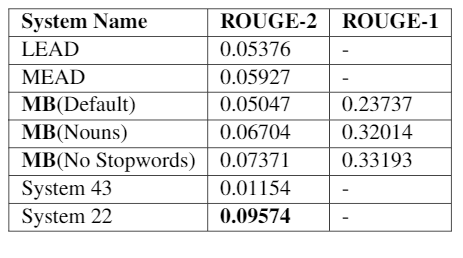 System Name ROUGE-2 ROUGE-1
LEAD 0.05376 -
MEAD 0.05927 -
MB(Default) 0.05047 0.23737
MB(Nouns) 0.06704 0.32014
MB(No Stopwords) 0.07371 0.33193
System 43 0.01154 -
System 22 0.09574 -